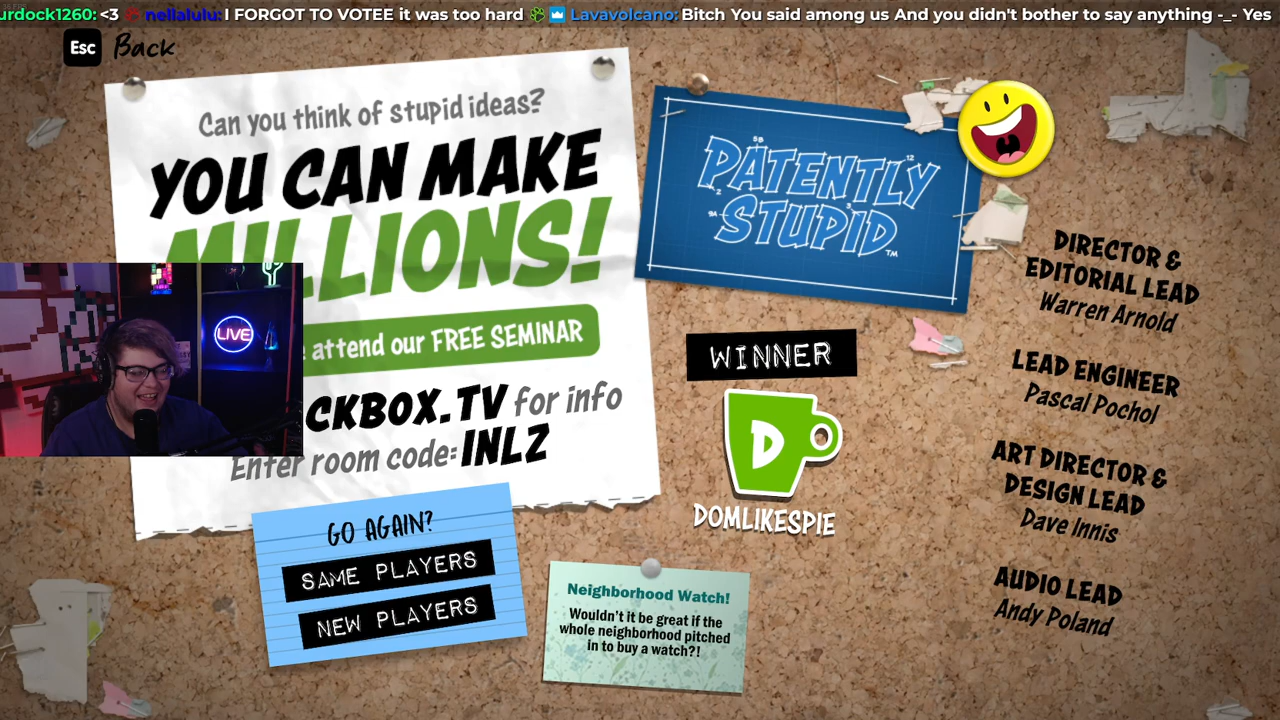 urdock1260: <3 nellalulu: I FORGOT TO VOTEE it was too hard Lavavolcano: Bitch You said among us And you didn't bother to say anything -_- Yes
Esc Back
Can you think of stupid ideas?
YOU CAN MAKE
MILLIONS!
attend our FREE SEMINAR
CKBOX.TV for info
Enter room code: INLZ
GO AGAIN?
SAME PLAYERS
NEW PLAYERS
PATENTLY
STUPID™
LIVE
WINNER
D
DOMLIKESPIE
Neighborhood Watch!
Wouldn't it be great if the
whole neighborhood pitched
in to buy a watch?!
DIRECTOR &
EDITORIAL LEAD
Warren Arnold
LEAD ENGINEER
Pascal Pochol
ART DIRECTOR &
DESIGN LEAD
Dave Innis
AUDIO LEAD
Andy Poland